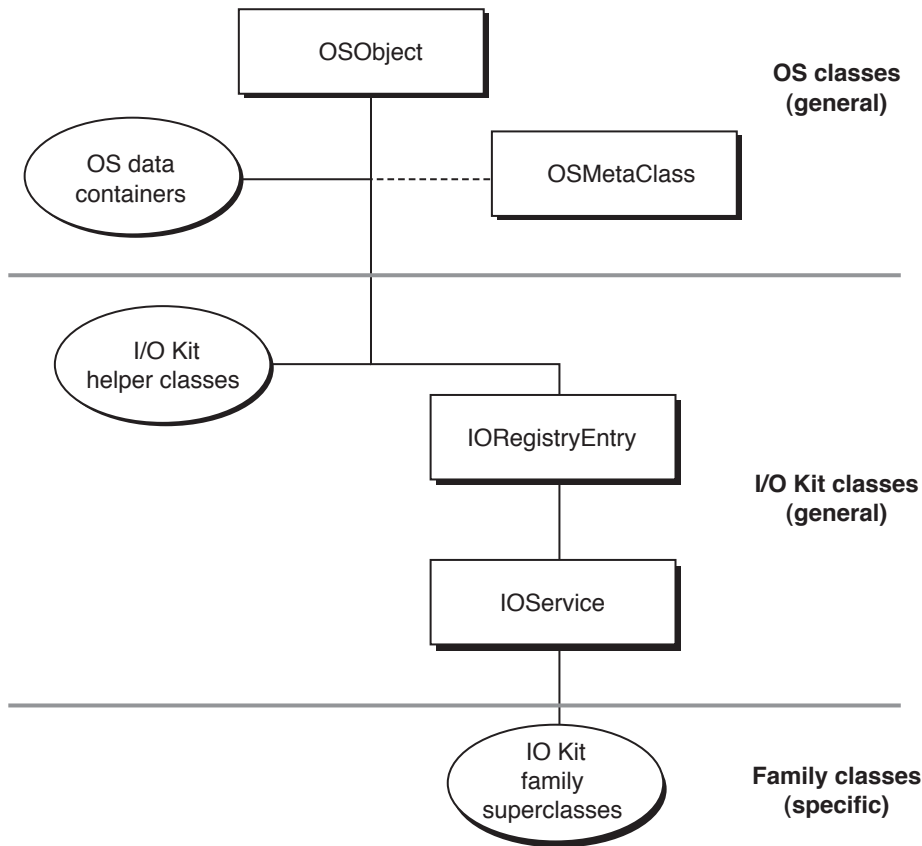 OSObject
OS classes
(general)
OS data
containers
OSMetaClass
I/O Kit
helper classes
IORegistryEntry
I/O Kit classes
(general)
IOService
IO Kit
family
superclasses
Family classes
(specific)